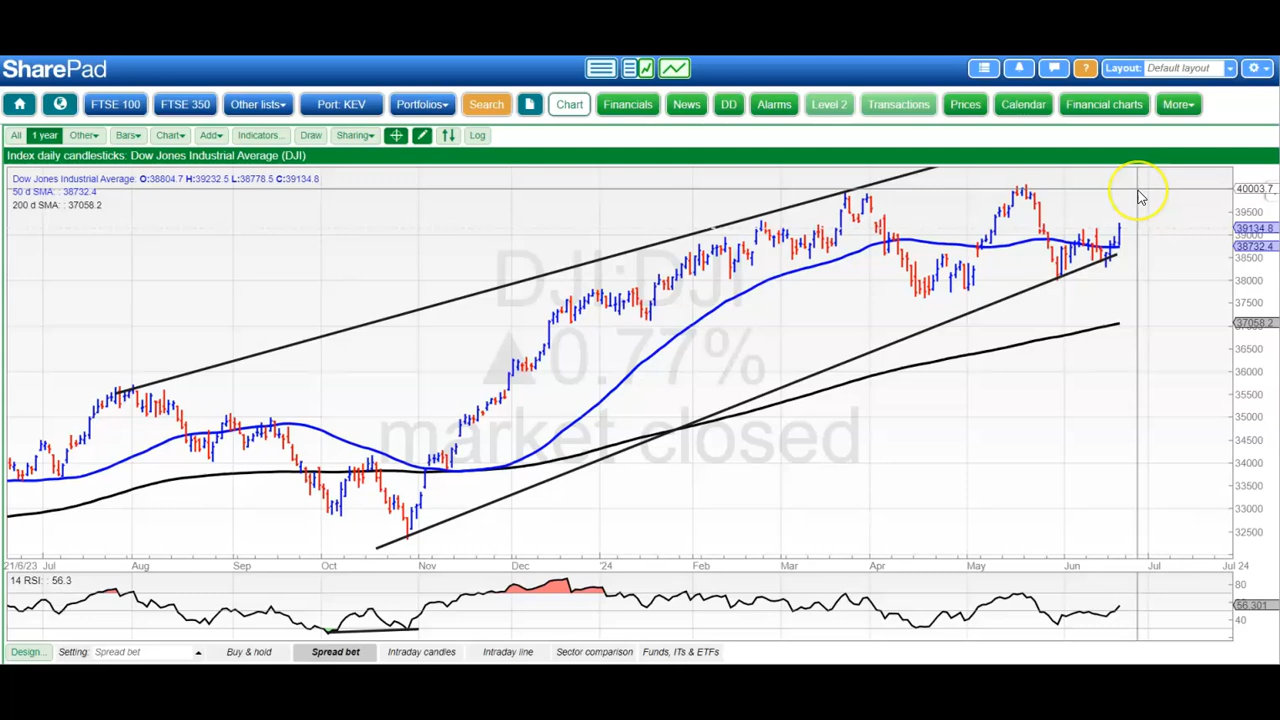 SharePad
Layout: Default layout
FTSE 100 FTSE 350 Other lists Port: KEV Portfolios Search Chart Financials News DD Alarms Level 2 Transactions Prices Calendar Financial charts More
All 1 year Other Bars Chart Add Indicators... Draw Sharing Log
Index daily candlesticks: Dow Jones Industrial Average (DJI)
Dow Jones Industrial Average. O:38804.7 H:39232.5 L:38778.5 C:39134.8
50 d SMA: : 38732.4
200 d SMA: : 37058.2
DJI:DJI
▲0.77%
market closed
40003.7
39500
39134.8
39000
38732.4
38500
38000
37500
37058.2
36500
36000
35500
35000
34500
34000
33500
33000
32500
21/6/23 Jul Aug Sep Oct Nov Dec '24 Feb Mar Apr May Jun Jul Jul 24
14 RSI: : 56.3
80
56.301
40
Design... Setting: Spread bet Buy & hold Spread bet Intraday candles Intraday line Sector comparison Funds, ITs & ETFs